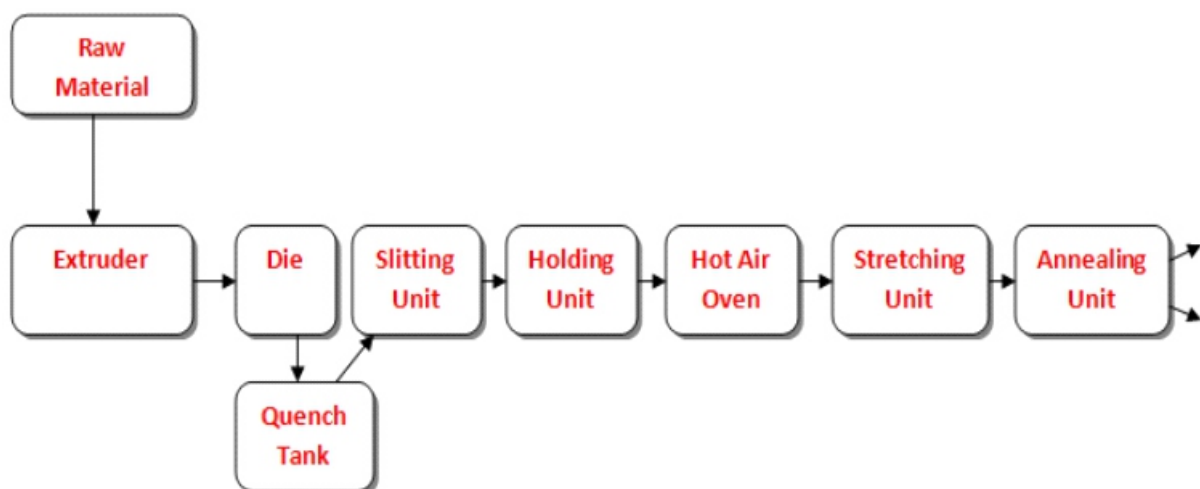 Raw
Material
Extruder
Die
Slitting
Unit
Holding
Unit
Hot Air
Oven
Stretching
Unit
Annealing
Unit
Quench
Tank